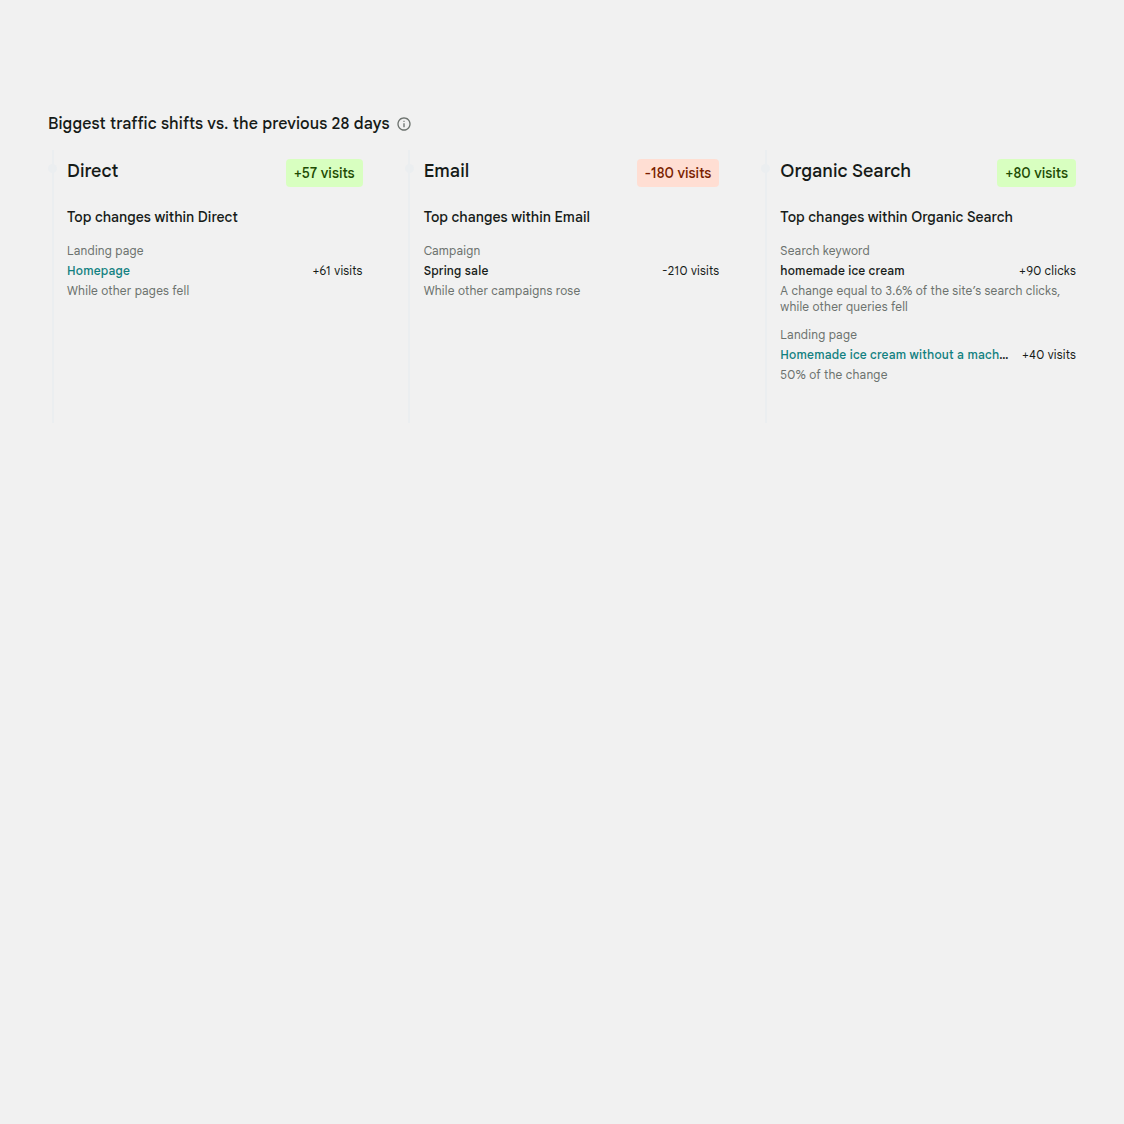 Biggest traffic shifts vs. the previous 28 days
Direct
+57 visits
Top changes within Direct
Landing page
Homepage
+61 visits
While other pages fell
Email
-180 visits
Top changes within Email
Campaign
Spring sale
-210 visits
While other campaigns rose
Organic Search
+80 visits
Top changes within Organic Search
Search keyword
homemade ice cream
+90 clicks
A change equal to 3.6% of the site's search clicks,
while other queries fell
Landing page
Homemade ice cream without a mach...
+40 visits
50% of the change